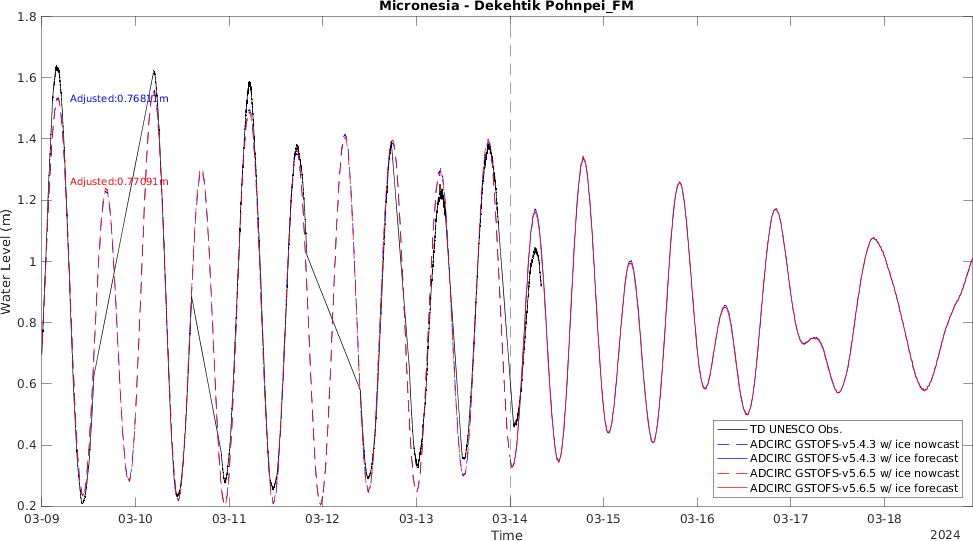 Micronesia - Dekehtik Pohnpei_FM
1.8
1.6
1.4
1.2
1
0.8
0.6
0.4
0.2
Water Level (m)
Adjusted:0.76811m
Adjusted:0.77091m
TD UNESCO Obs.
ADCIRC GSTOFS-v5.4.3 w/ ice nowcast
ADCIRC GSTOFS-v5.4.3 w/ ice forecast
ADCIRC GSTOFS-v5.6.5 w/ ice nowcast
ADCIRC GSTOFS-v5.6.5 w/ ice forecast
03-09 03-10 03-11 03-12 03-13 03-14 03-15 03-16 03-17 03-18
Time
2024